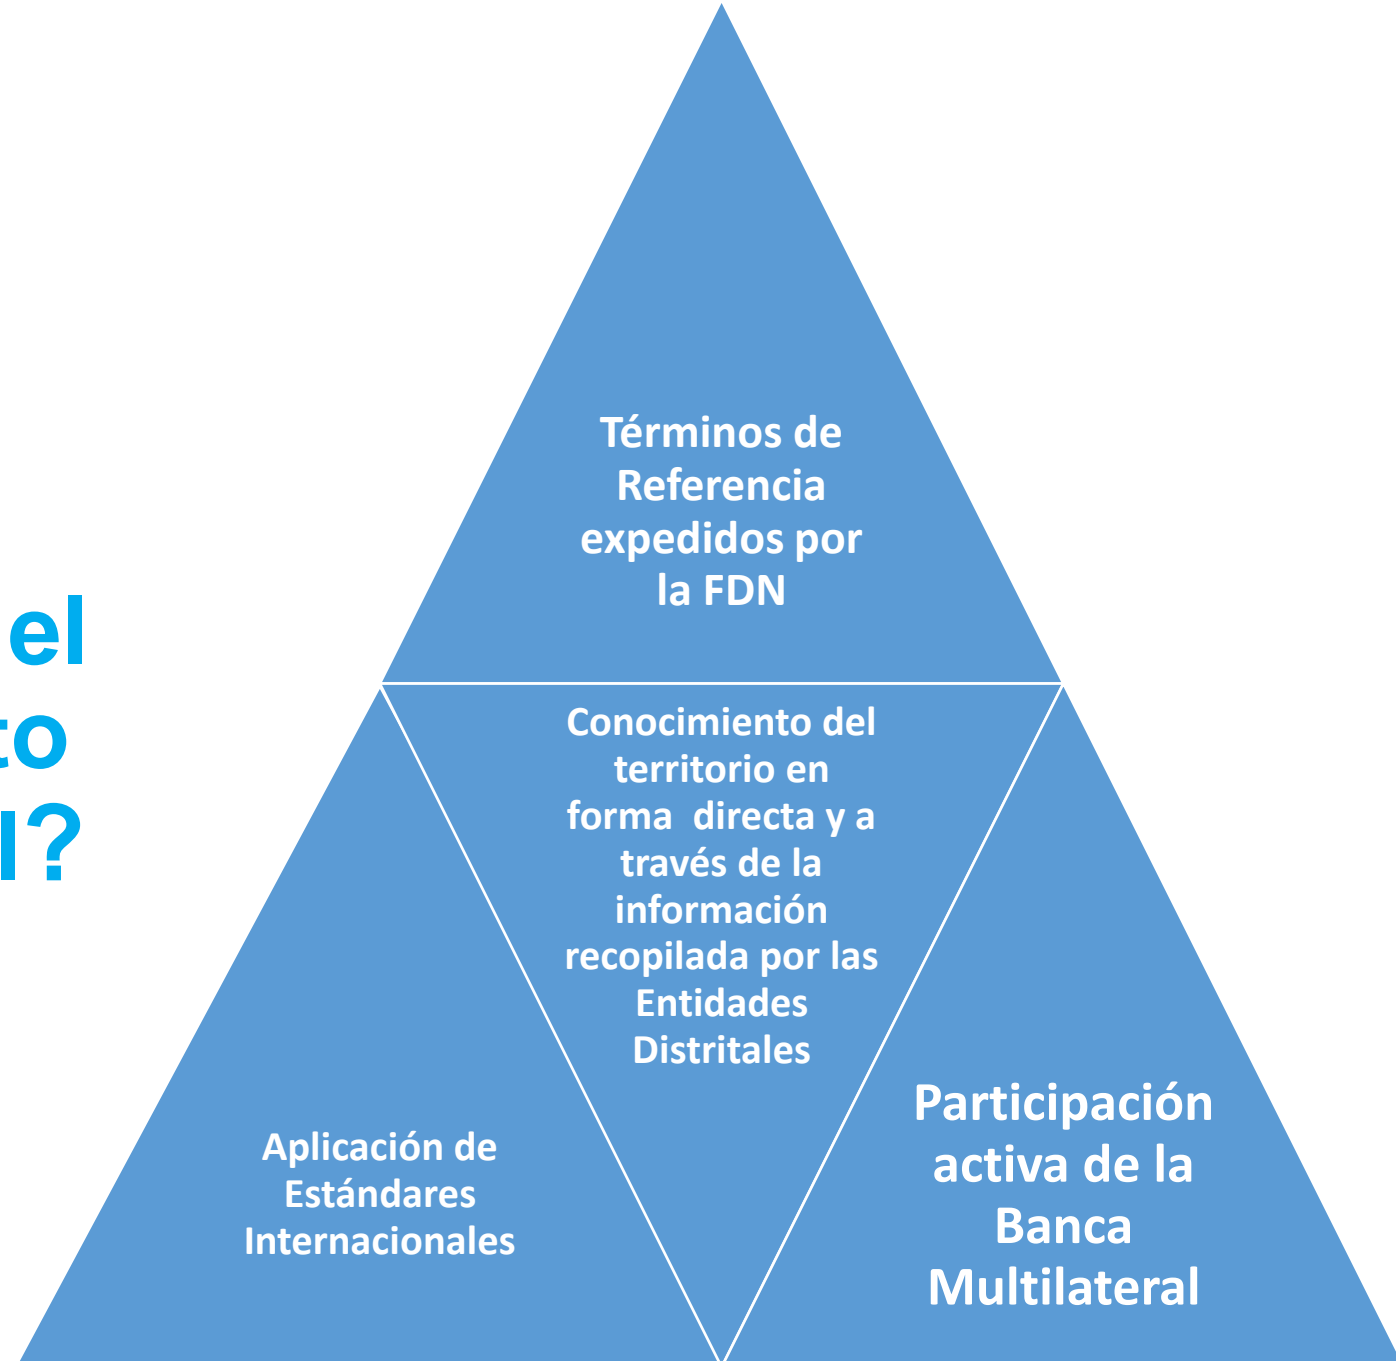 el
to
l?
Términos de
Referencia
expedidos por
la FDN
Conocimiento del
territorio en
forma  directa y a
través de la
información
recopilada por las
Entidades
Distritales
Aplicación de
Estándares
Internacionales
Participación
activa de la
Banca
Multilateral